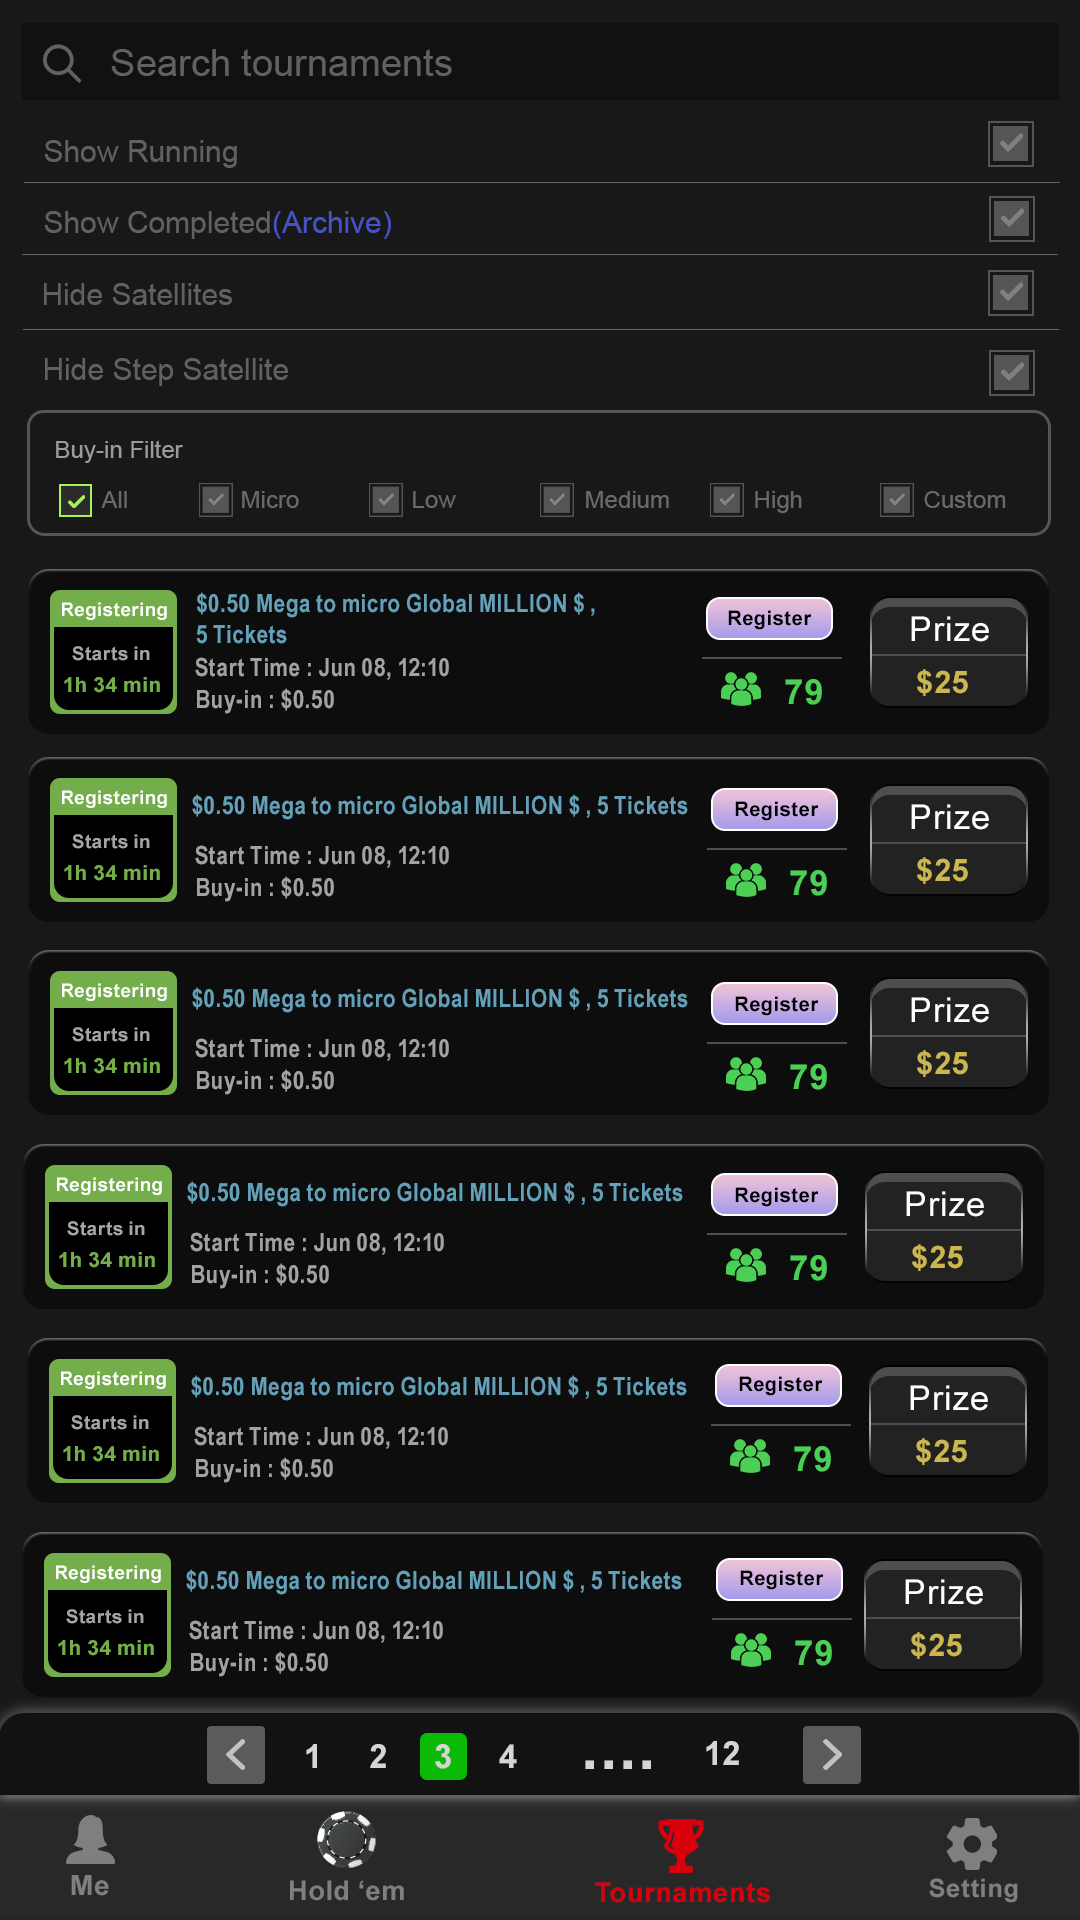 Search tournaments
Show Running
Show Completed(Archive)
Hide Satellites
Hide Step Satellite
Buy-in Filter
All Micro Low Medium High Custom
Registering
Starts in
1h 34 min
$0.50 Mega to micro Global MILLION $ ,
5 Tickets
Start Time : Jun 08, 12:10
Buy-in : $0.50
Register
79
Prize
$25
Registering
Starts in
1h 34 min
$0.50 Mega to micro Global MILLION $ , 5 Tickets
Start Time : Jun 08, 12:10
Buy-in : $0.50
Register
79
Prize
$25
Registering
Starts in
1h 34 min
$0.50 Mega to micro Global MILLION $ , 5 Tickets
Start Time : Jun 08, 12:10
Buy-in : $0.50
Register
79
Prize
$25
Registering
Starts in
1h 34 min
$0.50 Mega to micro Global MILLION $ , 5 Tickets
Start Time : Jun 08, 12:10
Buy-in : $0.50
Register
79
Prize
$25
Registering
Starts in
1h 34 min
$0.50 Mega to micro Global MILLION $ , 5 Tickets
Start Time : Jun 08, 12:10
Buy-in : $0.50
Register
79
Prize
$25
Registering
Starts in
1h 34 min
$0.50 Mega to micro Global MILLION $ , 5 Tickets
Start Time : Jun 08, 12:10
Buy-in : $0.50
Register
79
Prize
$25
1 2 3 4 .... 12
Me Hold ‘em Tournaments Setting